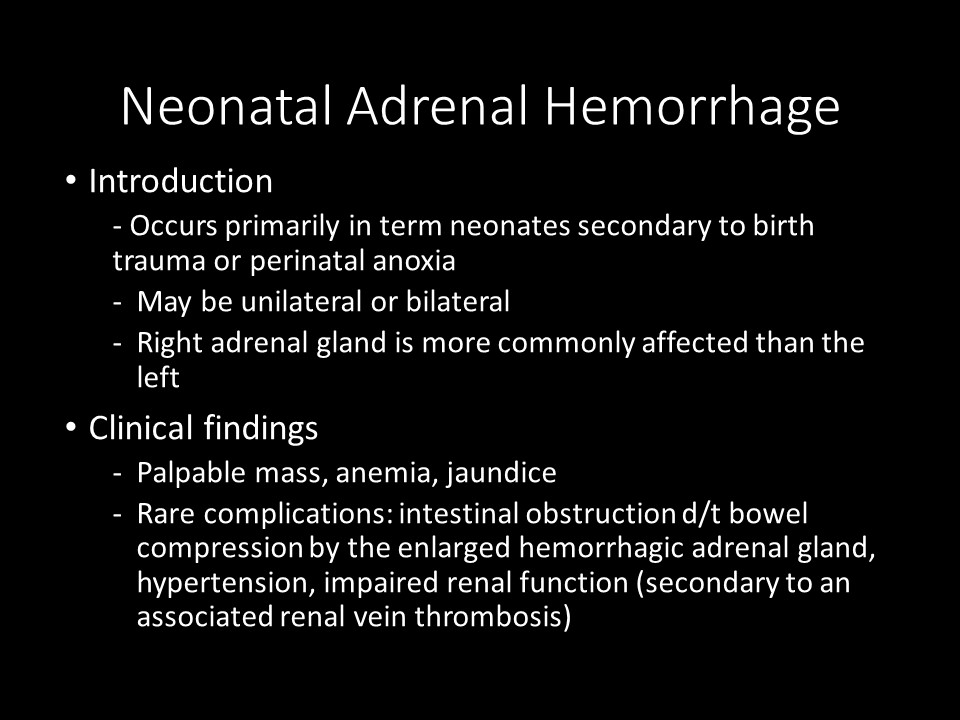 Neonatal Adrenal Hemorrhage
• Introduction
- Occurs primarily in term neonates secondary to birth
trauma or perinatal anoxia
- May be unilateral or bilateral
- Right adrenal gland is more commonly affected than the
left
• Clinical findings
- Palpable mass, anemia, jaundice
- Rare complications: intestinal obstruction d/t bowel
compression by the enlarged hemorrhagic adrenal gland,
hypertension, impaired renal function (secondary to an
associated renal vein thrombosis)